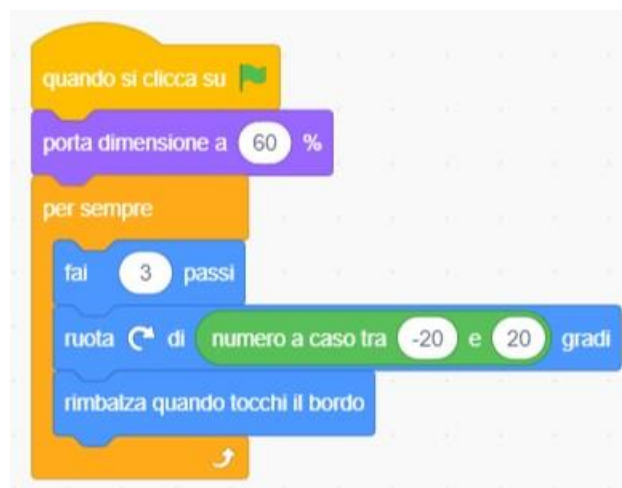 quando si clicca su
porta dimensione a 60 %
per sempre
fai 3 passi
ruota di numero a caso tra -20 e 20 gradi
rimbalza quando tocchi il bordo